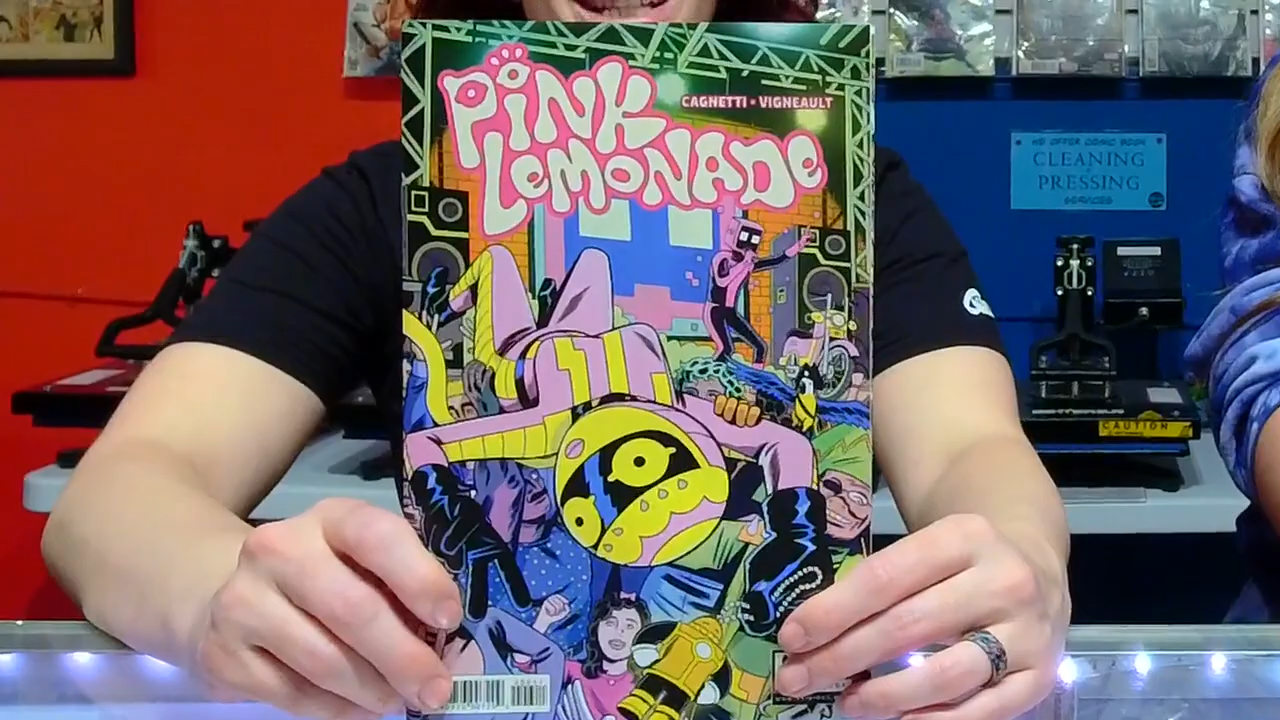 PINK
LEMONADE
CAGNETTI • VIGNEAULT
WE OFFER COMIC BOOK
CLEANING
PRESSING
SERVICES
CAUTION